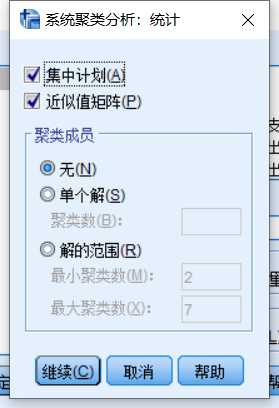 系统聚类分析：统计
集中计划(A)
近似值矩阵(P)
聚类成员
无(N)
单个解(S)
聚类数(B)：
解的范围(R)
最小聚类数(M)： 2
最大聚类数(X)： 7
继续(C) 取消 帮助